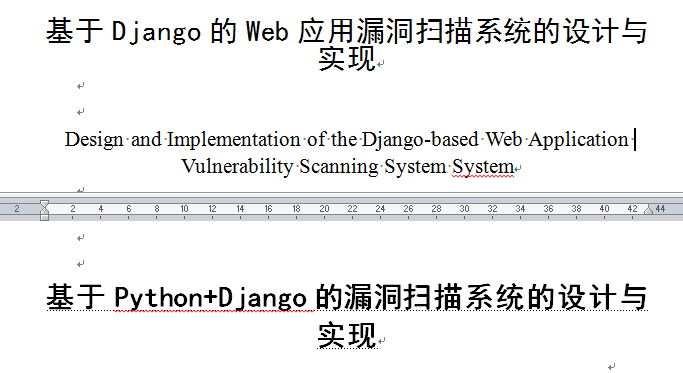 基于 Django 的 Web 应用漏洞扫描系统的设计与
实现
Design and Implementation of the Django-based Web Application
Vulnerability Scanning System System
2 2 4 6 8 10 12 14 16 18 20 22 24 26 28 30 32 34 36 38 40 42 44
基于 Python+Django 的漏洞扫描系统的设计与
实现